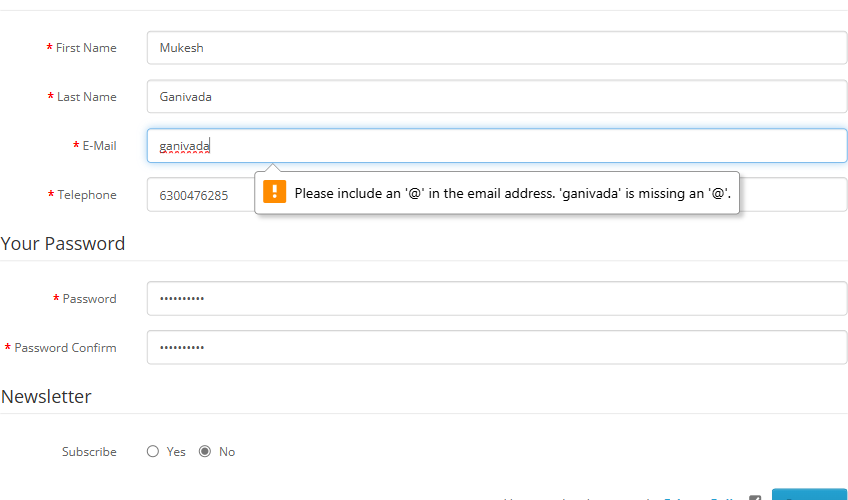 * First Name Mukesh
* Last Name Ganivada
* E-Mail ganivada
! Please include an '@' in the email address. 'ganivada' is missing an '@'.
* Telephone 6300476285
Your Password
* Password ••••••••••
* Password Confirm ••••••••••
Newsletter
Subscribe Yes No